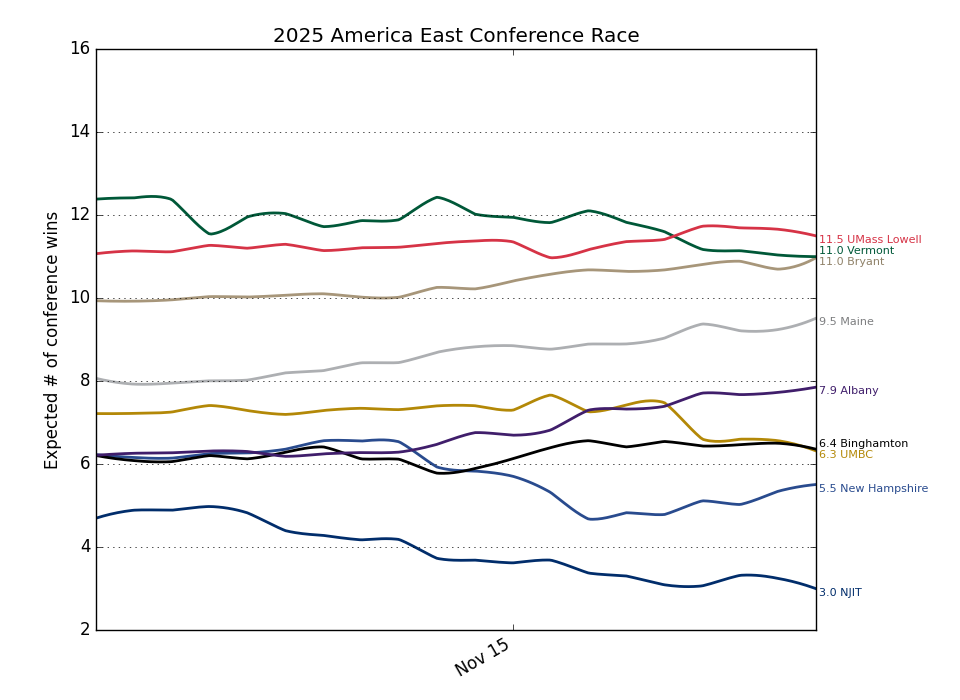 2025 America East Conference Race
Expected # of conference wins
16
14
12
10
8
6
4
2
11.5 UMass Lowell
11.0 Vermont
11.0 Bryant
9.5 Maine
7.9 Albany
6.4 Binghamton
6.3 UMBC
5.5 New Hampshire
3.0 NJIT
Nov 15